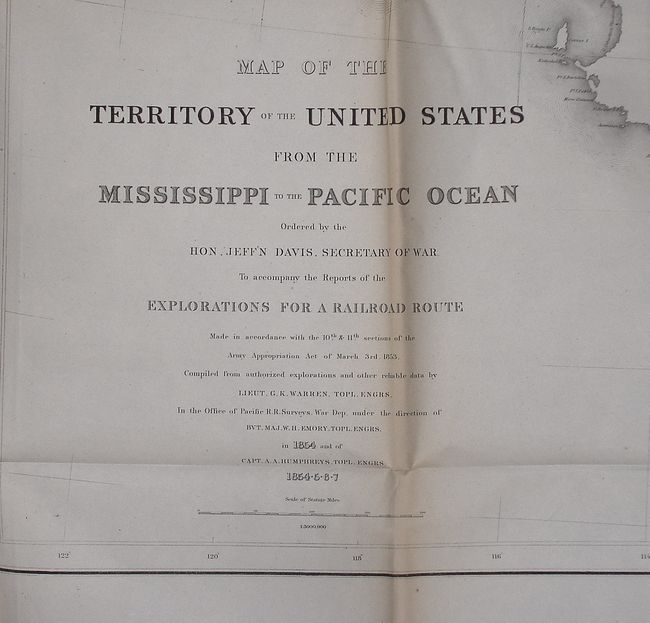 MAP OF THE
TERRITORY OF THE UNITED STATES
FROM THE
MISSISSIPPI TO THE PACIFIC OCEAN
Ordered by the
HON. JEFF'N DAVIS, SECRETARY OF WAR
To accompany the Reports of the
EXPLORATIONS FOR A RAILROAD ROUTE
Made in accordance with the 10th & 11th sections of the
Army Appropriation Act of March 3rd 1853.
Compiled from authorized explorations and other reliable data by
LIEUT. G. K. WARREN, TOPL. ENGRS.
In the Office of Pacific R.R. Surveys, War Dep. under the direction of
BVT. MAJ. W. H. EMORY, TOPL. ENGRS.
in 1854 and of
CAPT. A. A. HUMPHREYS, TOPL. ENGRS.
1854-5-6-7
Scale of Statute Miles
1:3000,000
122° 120° 118° 116° 114